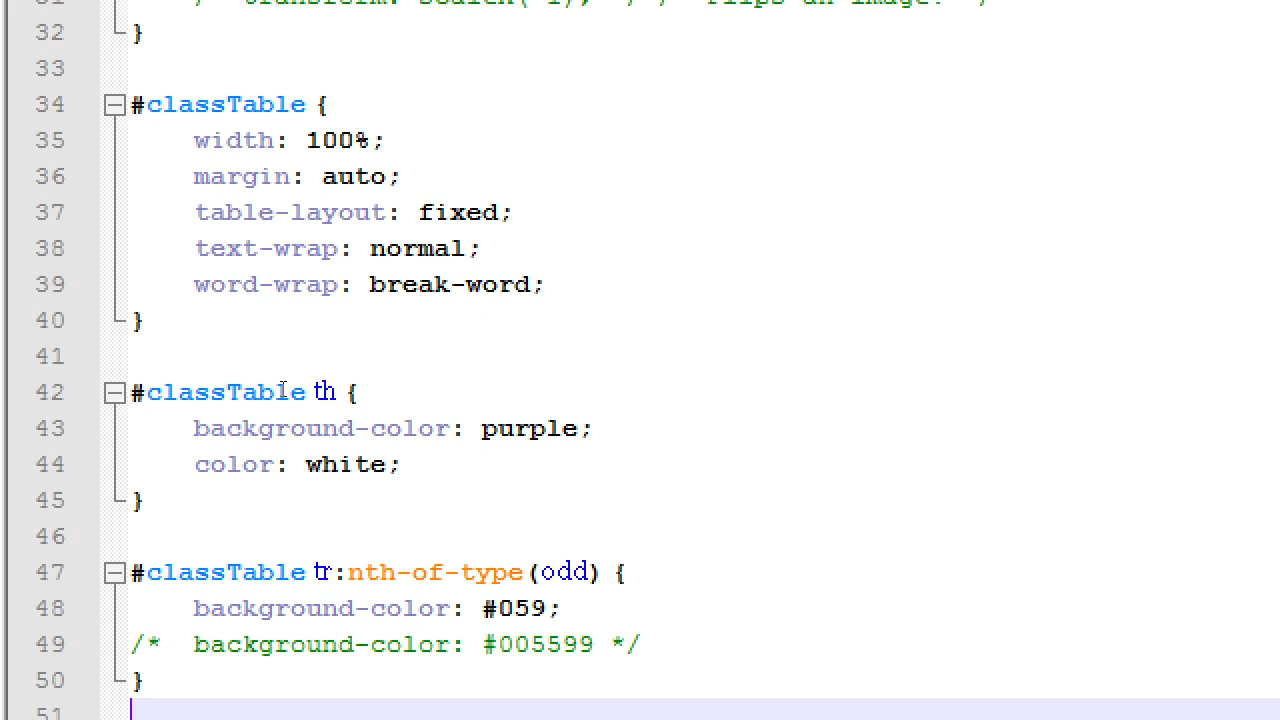 32 }
33
34 #classTable {
35 width: 100%;
36 margin: auto;
37 table-layout: fixed;
38 text-wrap: normal;
39 word-wrap: break-word;
40 }
41
42 #classTable th {
43 background-color: purple;
44 color: white;
45 }
46
47 #classTable tr:nth-of-type(odd) {
48 background-color: #059;
49 /* background-color: #005599 */
50 }
51